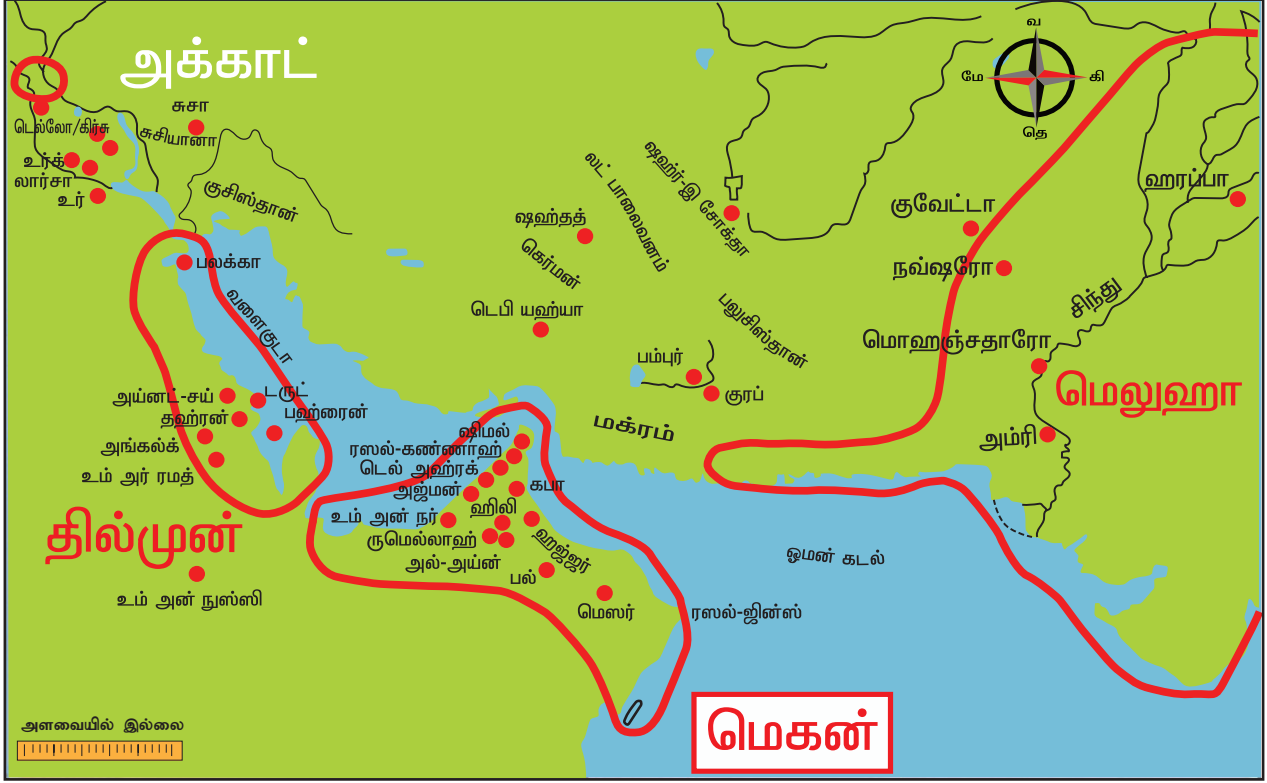 வ
மே
கி
தெ
அக்காட்
சுசா
டெல்லோ/கிர்சு
சுசியானா
உர்க்
லார்சா
உர்
குசிஸ்தான்
பலக்கா
வளைகுடா
ஷஹ்தத்
கெர்மன்
லட் பாலைவனம்
ஷஹ்ர்-இ சோக்தா
டெபி யஹ்யா
பலுசிஸ்தான்
பம்புர்
குரப்
மக்ரம்
குவேட்டா
நவ்ஷரோ
ஹரப்பா
சிந்து
மொஹஞ்சதாரோ
மெலுஹா
அம்ரி
அய்னட்-சய்
டருட்
தஹ்ரன்
பஹ்ரைன்
அங்கல்க்
உம் அர் ரமத்
தில்முன்
உம் அன் நுஸ்ஸி
ஷிமல்
ரஸல்-கண்ணாஹ்
டெல் அஹ்ரக்
அஜ்மன்
கபா
ஹிலி
உம் அன் நர்
ருமெல்லாஹ்
ஹஜ்ஜர்
அல்-அய்ன்
பல்
மெஸர்
ரஸல்-ஜின்ஸ்
ஒமன் கடல்
மெகன்
அளவையில் இல்லை